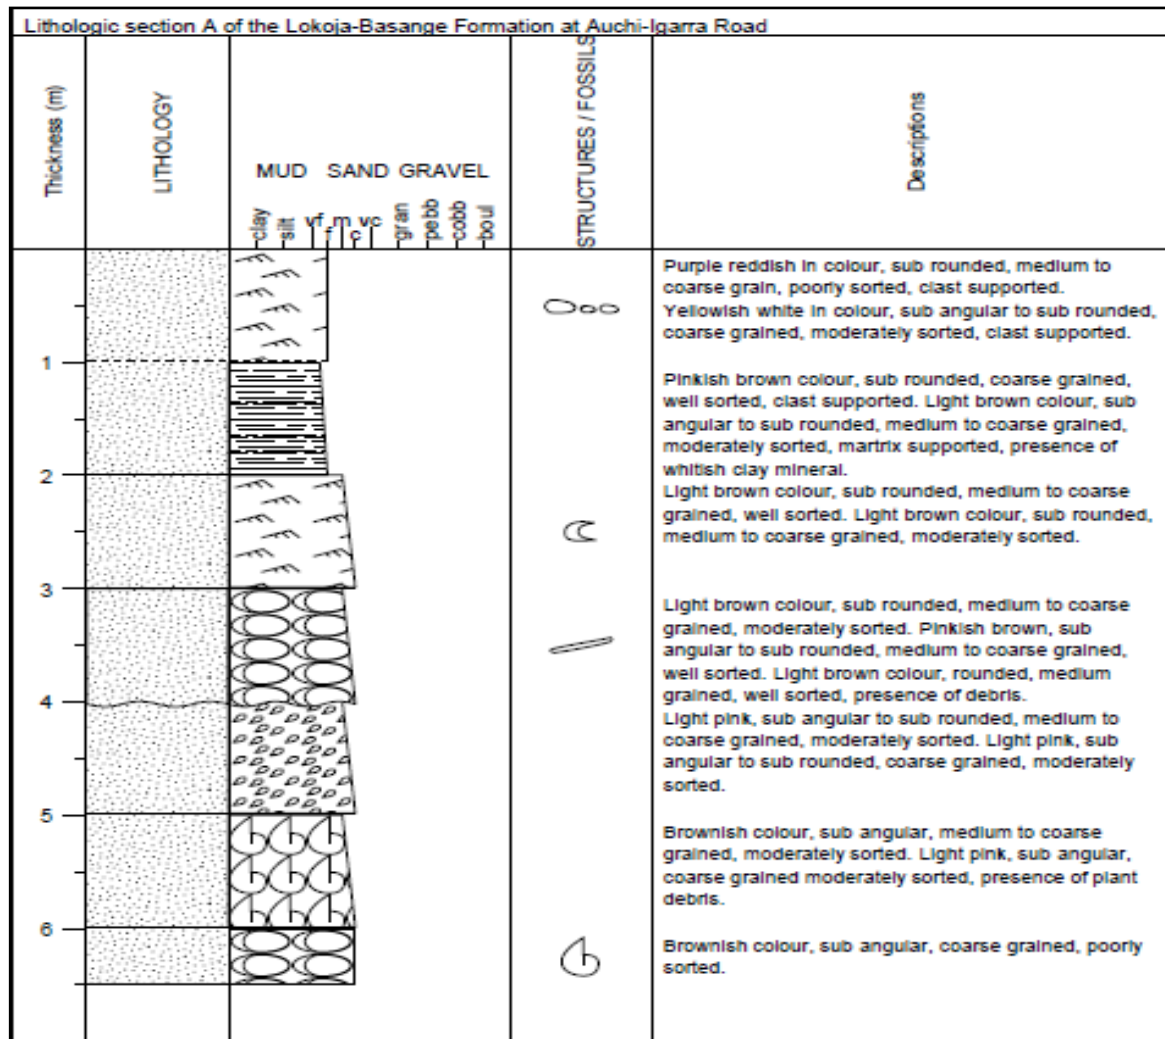 Lithologic section A of the Lokoja-Basange Formation at Auchi-Igarra Road
Thickness (m)
LITHOLOGY
MUD SAND GRAVEL
clay
silt
vf
f
m
c
vc
gran
pebb
cobb
boul
STRUCTURES / FOSSILS
Descriptions
Purple reddish in colour, sub rounded, medium to
coarse grain, poorly sorted, clast supported.
Yellowish white in colour, sub angular to sub rounded,
coarse grained, moderately sorted, clast supported.
1
Pinkish brown colour, sub rounded, coarse grained,
well sorted, clast supported. Light brown colour, sub
angular to sub rounded, medium to coarse grained,
moderately sorted, martrix supported, presence of
whitish clay mineral.
2
Light brown colour, sub rounded, medium to coarse
grained, well sorted. Light brown colour, sub rounded,
medium to coarse grained, moderately sorted.
3
Light brown colour, sub rounded, medium to coarse
grained, moderately sorted. Pinkish brown, sub
angular to sub rounded, medium to coarse grained,
well sorted. Light brown colour, rounded, medium
grained, well sorted, presence of debris.
4
Light pink, sub angular to sub rounded, medium to
coarse grained, moderately sorted. Light pink, sub
angular to sub rounded, coarse grained, moderately
sorted.
5
Brownish colour, sub angular, medium to coarse
grained, moderately sorted. Light pink, sub angular,
coarse grained moderately sorted, presence of plant
debris.
6
Brownish colour, sub angular, coarse grained, poorly
sorted.